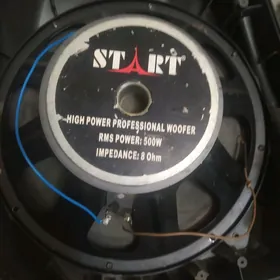 START
HIGH POWER PROFESSIONAL WOOFER
RMS POWER: 500W
IMPEDANCE: 8 Ohm